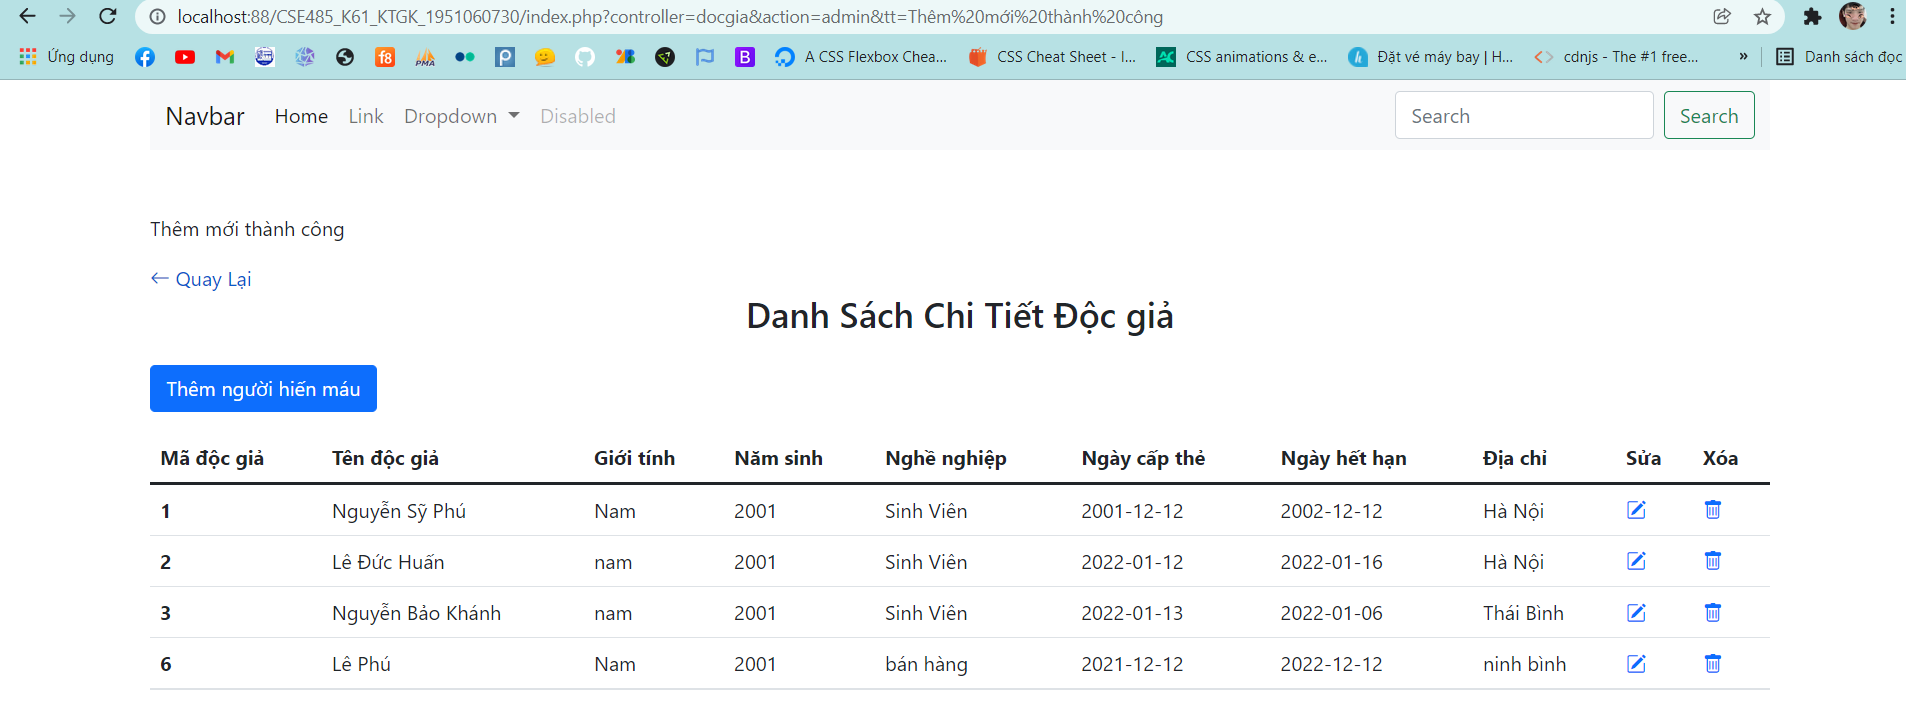 localhost:88/CSE485_K61_KTGK_1951060730/index.php?controller=docgia&action=admin&tt=Thêm%20mới%20thành%20công
Ứng dụng PMA A CSS Flexbox Chea... CSS Cheat Sheet - I... CSS animations & e... Đặt vé máy bay | H... cdnjs - The #1 free... » Danh sách đọc
Navbar Home Link Dropdown Disabled Search Search
Thêm mới thành công
← Quay Lại
Danh Sách Chi Tiết Độc giả
Thêm người hiến máu
Mã độc giả Tên độc giả Giới tính Năm sinh Nghề nghiệp Ngày cấp thẻ Ngày hết hạn Địa chỉ Sửa Xóa
1 Nguyễn Sỹ Phú Nam 2001 Sinh Viên 2001-12-12 2002-12-12 Hà Nội
2 Lê Đức Huấn nam 2001 Sinh Viên 2022-01-12 2022-01-16 Hà Nội
3 Nguyễn Bảo Khánh nam 2001 Sinh Viên 2022-01-13 2022-01-06 Thái Bình
6 Lê Phú Nam 2001 bán hàng 2021-12-12 2022-12-12 ninh bình